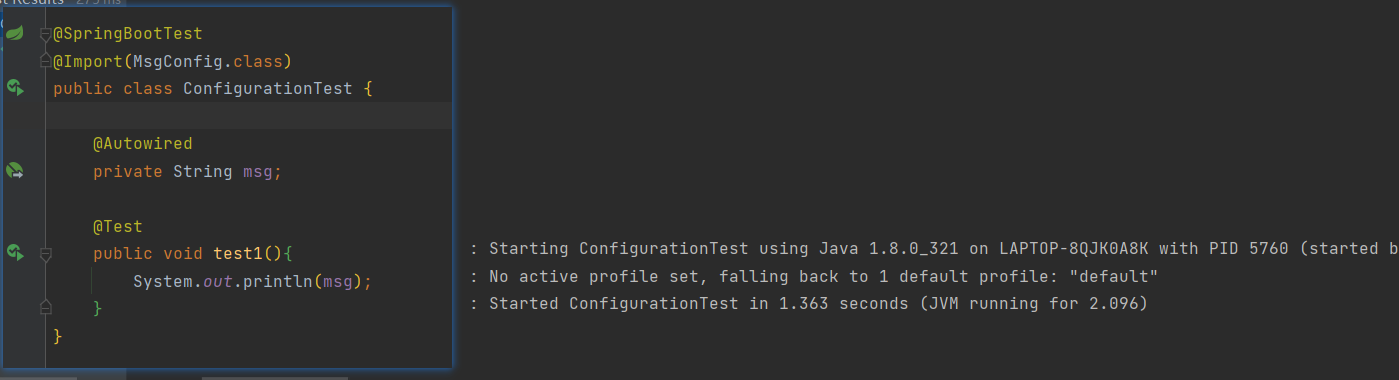 275 ms
@SpringBootTest
@Import(MsgConfig.class)
public class ConfigurationTest {
@Autowired
private String msg;
@Test
public void test1(){
System.out.println(msg);
}
}
: Starting ConfigurationTest using Java 1.8.0_321 on LAPTOP-8QJK0A8K with PID 5760 (started b
: No active profile set, falling back to 1 default profile: "default"
: Started ConfigurationTest in 1.363 seconds (JVM running for 2.096)